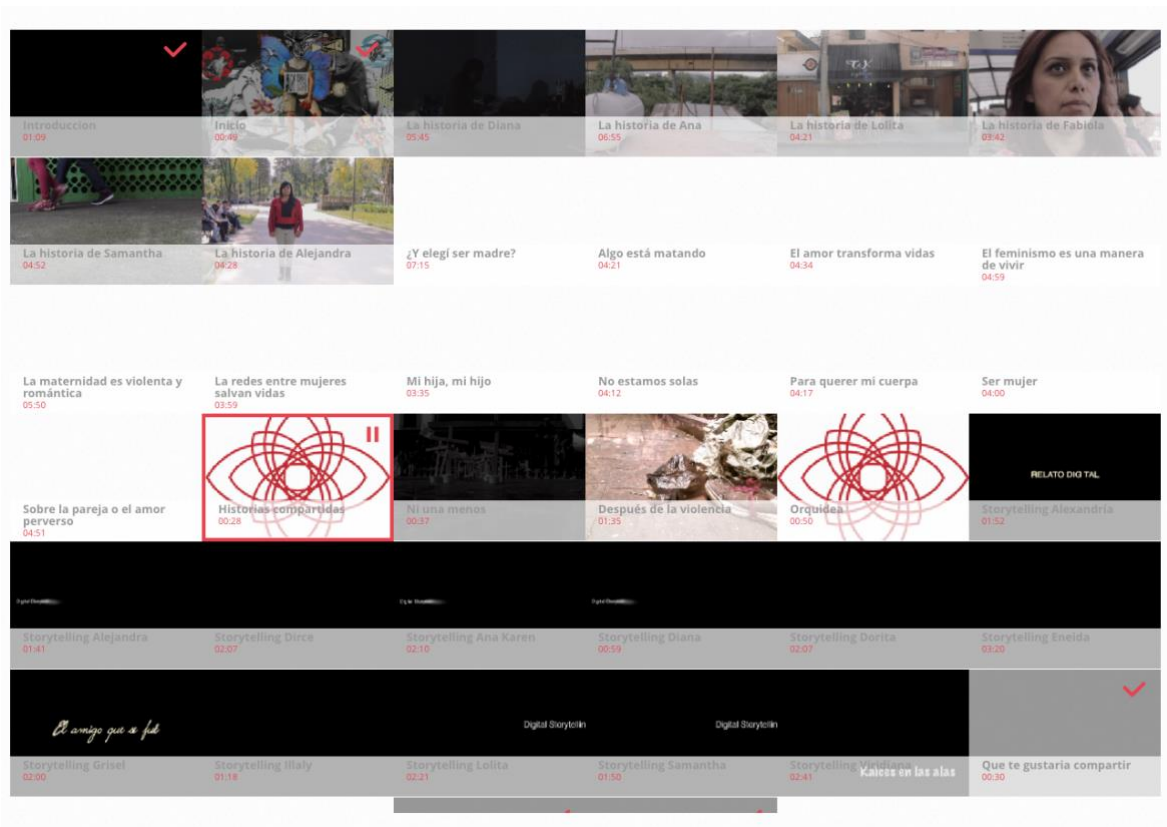 Introduccion
01:09
Inicio
00:49
La historia de Diana
05:45
La historia de Ana
06:55
La historia de Lolita
04:21
La historia de Fabiola
03:42
La historia de Samantha
04:52
La historia de Alejandra
04:28
¿Y elegí ser madre?
07:15
Algo está matando
04:21
El amor transforma vidas
04:34
El feminismo es una manera
de vivir
04:59
La maternidad es violenta y
romántica
05:50
La redes entre mujeres
salvan vidas
03:59
Mi hija, mi hijo
03:35
No estamos solas
04:12
Para querer mi cuerpa
04:17
Ser mujer
04:00
Sobre la pareja o el amor
perverso
04:51
Historias compartidas
00:28
Ni una menos
00:37
Después de la violencia
01:35
Orquidea
00:50
RELATO DIG TAL
Storytelling Alexandría
01:52
Storytelling Alejandra
01:41
Storytelling Dirce
02:07
Storytelling Ana Karen
02:10
Storytelling Diana
00:59
Storytelling Dorita
02:07
Storytelling Eneida
03:20
El amigo que se fue
Storytelling Grisel
02:00
Storytelling Illaly
01:18
Digital Storytellin
Storytelling Lolita
02:21
Digital Storytellin
Storytelling Samantha
01:50
Storytelling Viridiana
02:41
Raíces en las alas
Que te gustaria compartir
00:30